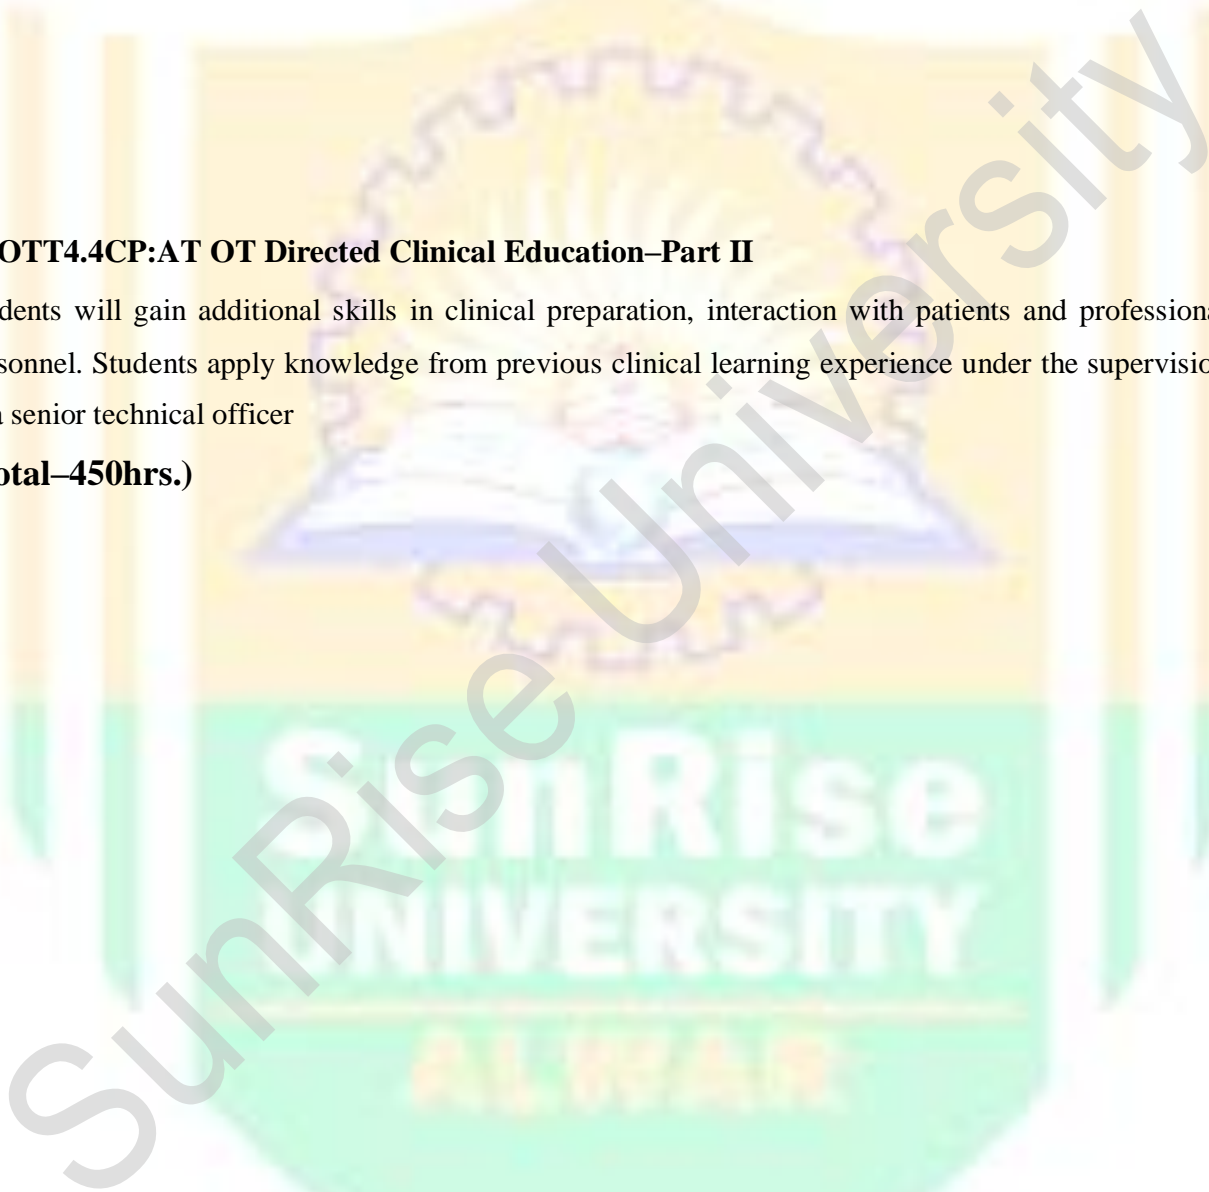 OTT4.4CP:AT OT Directed Clinical Education–Part II
dents will gain additional skills in clinical preparation, interaction with patients and professiona
sonnel. Students apply knowledge from previous clinical learning experience under the supervisio
a senior technical officer
otal–450hrs.)
SunRise University
SunRise
UNIVERSITY
ALWAR